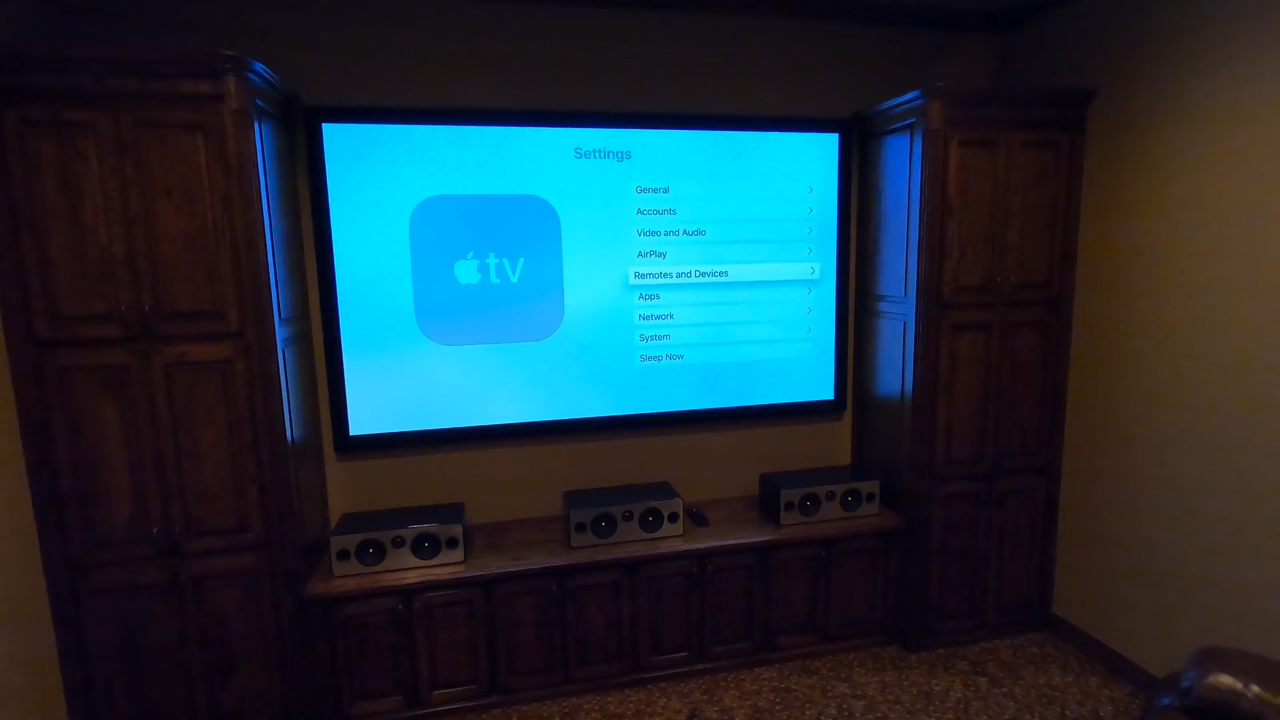 Settings
tv
General
Accounts
Video and Audio
AirPlay
Remotes and Devices
Apps
Network
System
Sleep Now